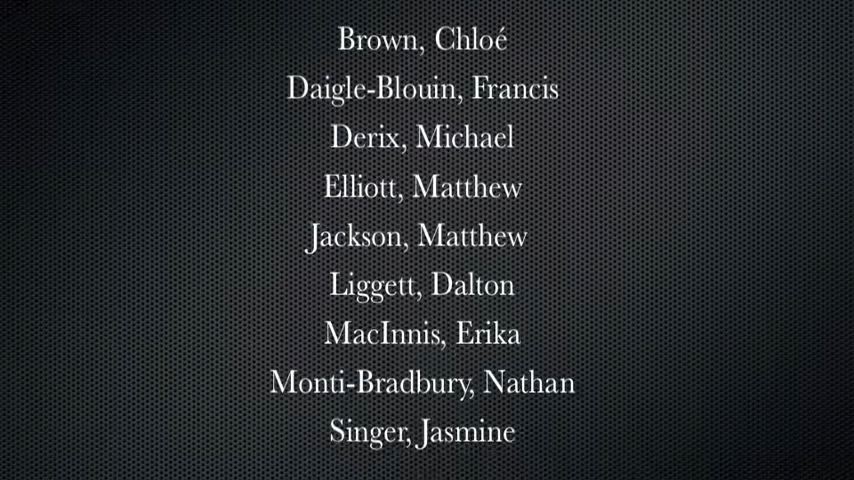 Brown, Chloé
Daigle-Blouin, Francis
Derix, Michael
Elliott, Matthew
Jackson, Matthew
Liggett, Dalton
MacInnis, Erika
Monti-Bradbury, Nathan
Singer, Jasmine